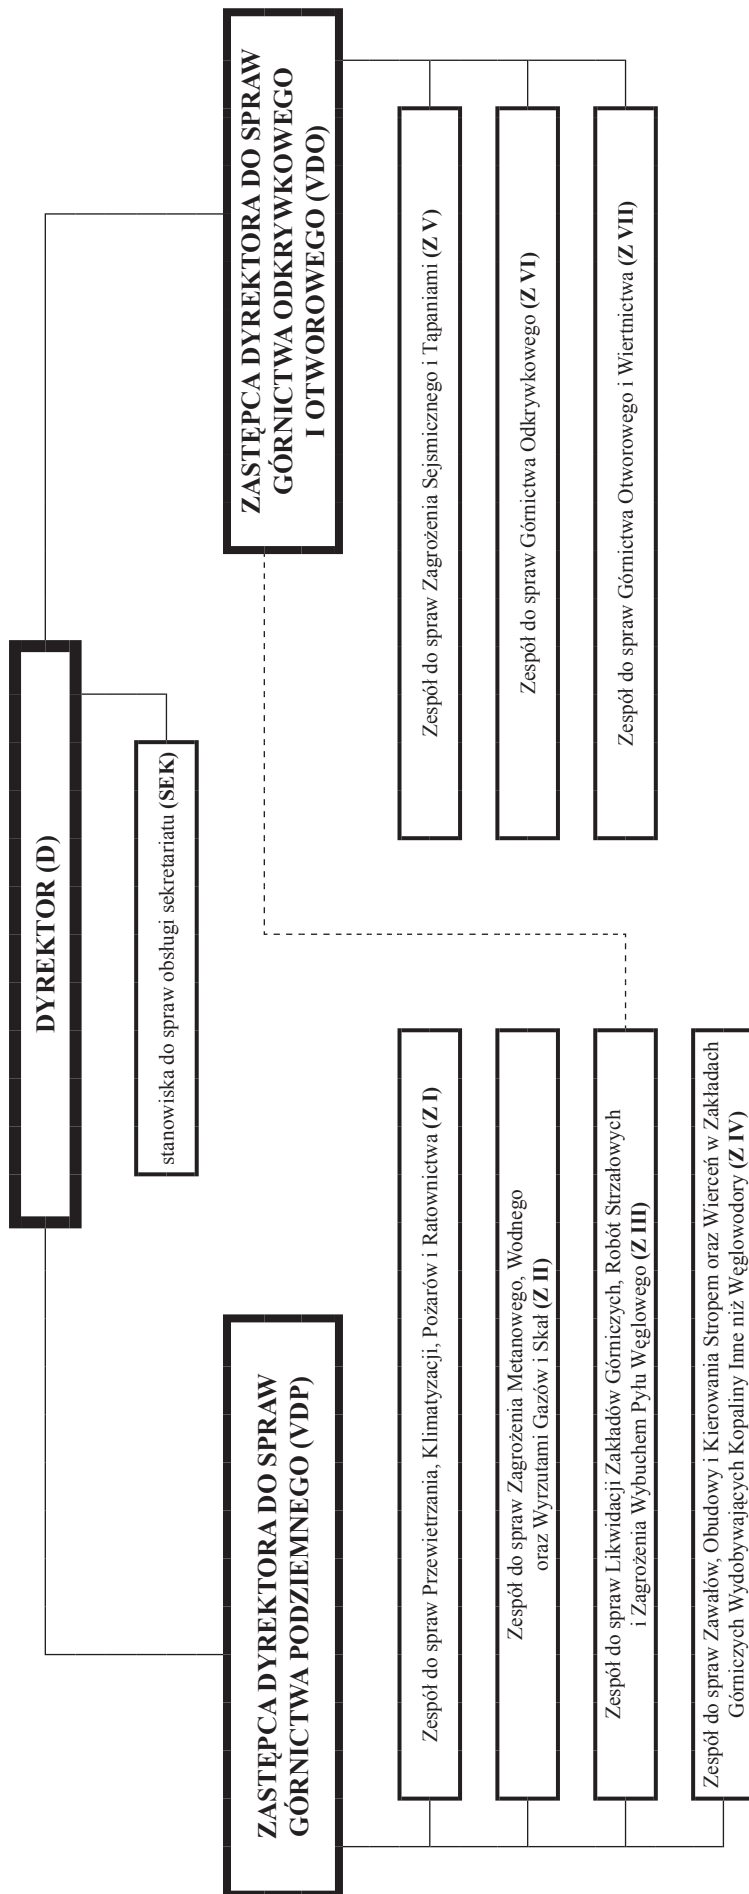 DYREKTOR (D)
stanowiska do spraw obsługi sekretariatu (SEK)
ZASTĘPCA DYREKTORA DO SPRAW
GÓRNICTWA PODZIEMNEGO (VDP)
Zespół do spraw Przewietrzania, Klimatyzacji, Pożarów i Ratownictwa (Z I)
Zespół do spraw Zagrożenia Metanowego, Wodnego
oraz Wyrzutami Gazów i Skał (Z II)
Zespół do spraw Likwidacji Zakładów Górniczych, Robót Strzałowych
i Zagrożenia Wybuchem Pyłu Węglowego (Z III)
Zespół do spraw Zawałów, Obudowy i Kierowania Stropem oraz Wierceń w Zakładach
Górniczych Wydobywających Kopaliny Inne niż Węglowodory (Z IV)
ZASTĘPCA DYREKTORA DO SPRAW
GÓRNICTWA ODKRYWKOWEGO
I OTWOROWEGO (VDO)
Zespół do spraw Zagrożenia Sejsmicznego i Tąpaniami (Z V)
Zespół do spraw Górnictwa Odkrywkowego (Z VI)
Zespół do spraw Górnictwa Otworowego i Wiertnictwa (Z VII)